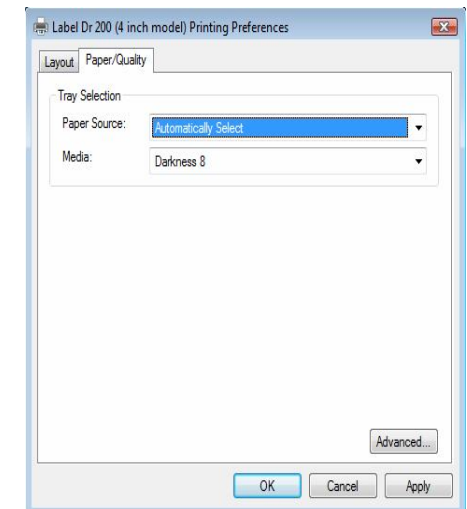 Label Dr 200 (4 inch model) Printing Preferences
Layout Paper/Quality
Tray Selection
Paper Source: Automatically Select
Media: Darkness 8
Advanced...
OK Cancel Apply